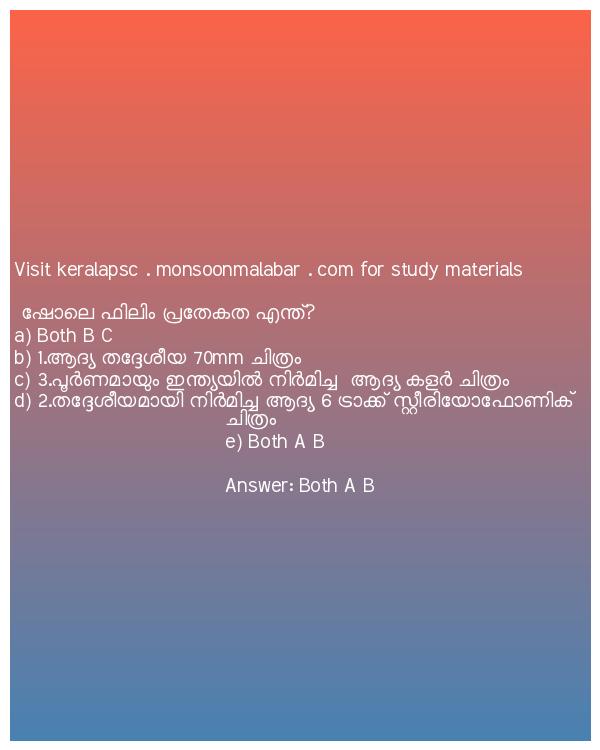 Visit keralapsc . monsoonmalabar . com for study materials
ഷോലെ ഫിലിം പ്രതേകത എന്ത്?
a) Both B C
b) 1.ആദ്യ തദ്ദേശീയ 70mm ചിത്രം
c) 3.പൂർണമായും ഇന്ത്യയിൽ നിർമിച്ച ആദ്യ കളർ ചിത്രം
d) 2.തദ്ദേശീയമായി നിർമിച്ച ആദ്യ 6 ട്രാക്ക് സ്റ്റീരിയോഫോണിക്
ചിത്രം
e) Both A B
Answer: Both A B